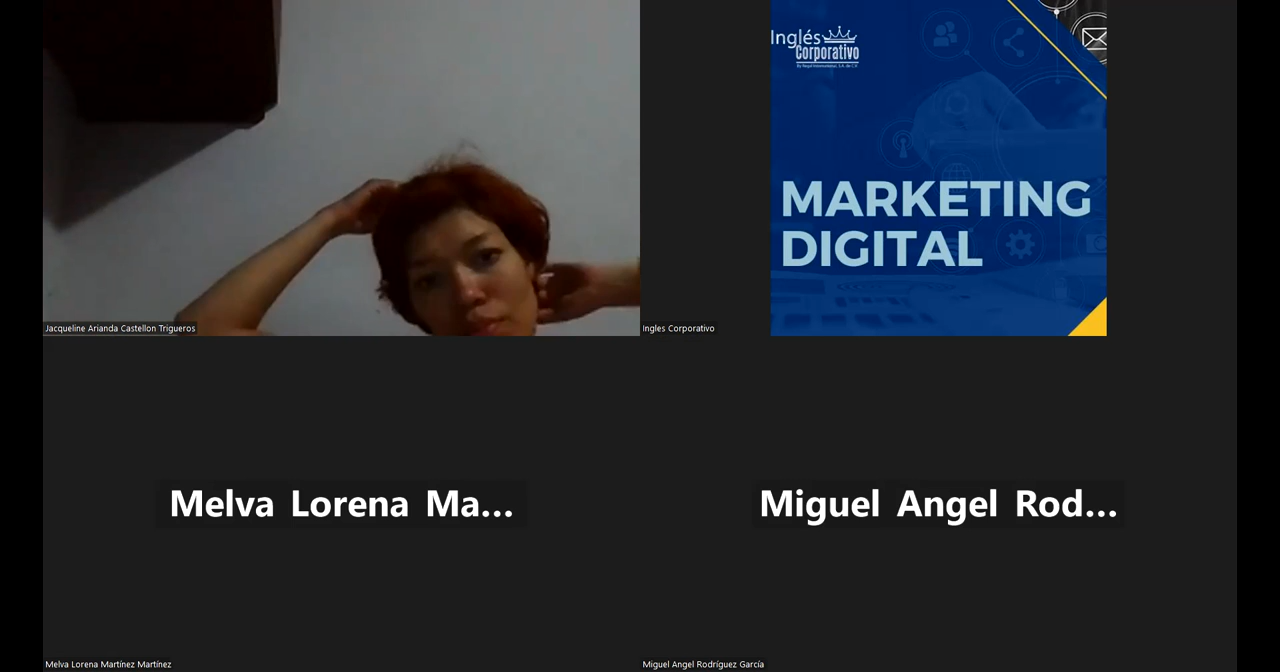 Inglés
Corporativo
MARKETING
DIGITAL
Jacqueline Arianda Castellon Trigueros
Ingles Corporativo
Melva Lorena Ma...
Miguel Angel Rod...
Melva Lorena Martínez Martínez
Miguel Angel Rodríguez García